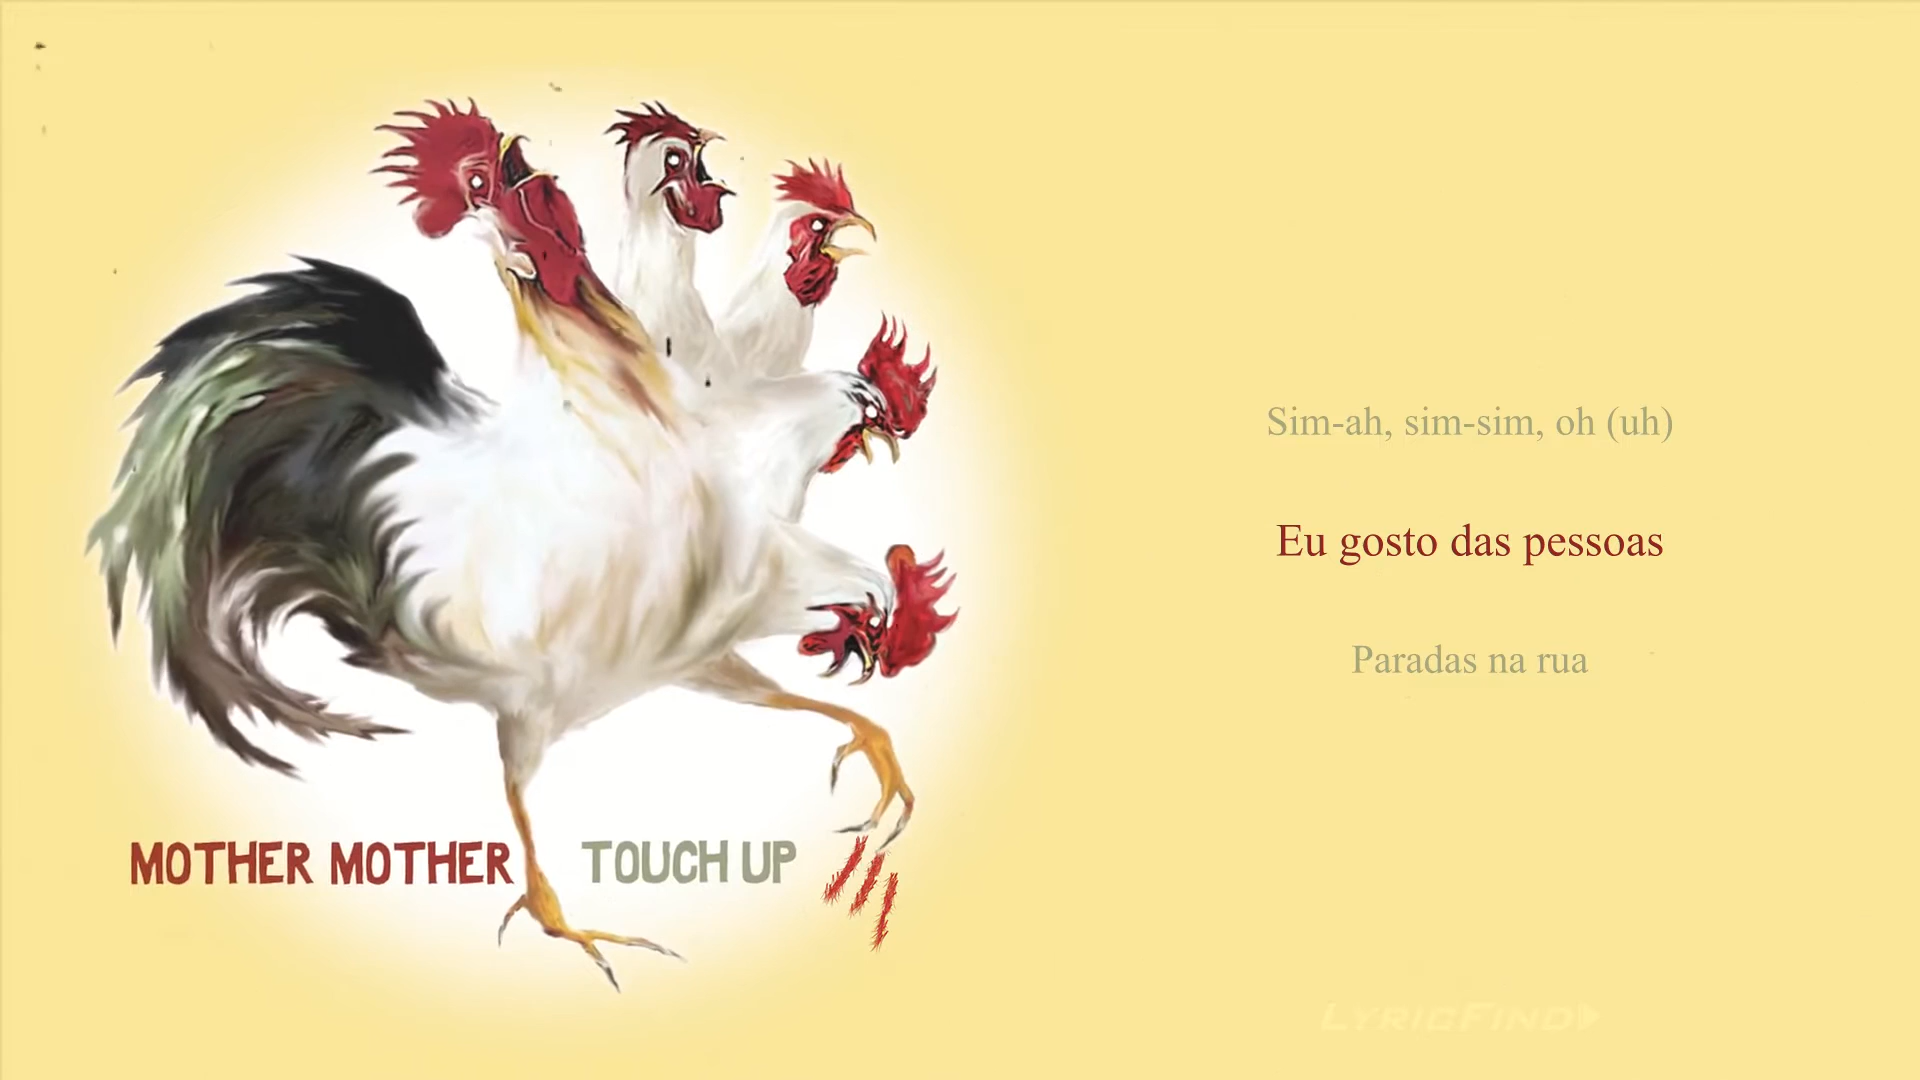 Sim-ah, sim-sim, oh (uh)
Eu gosto das pessoas
Paradas na rua
MOTHER MOTHER TOUCH UP
LYRICFIND